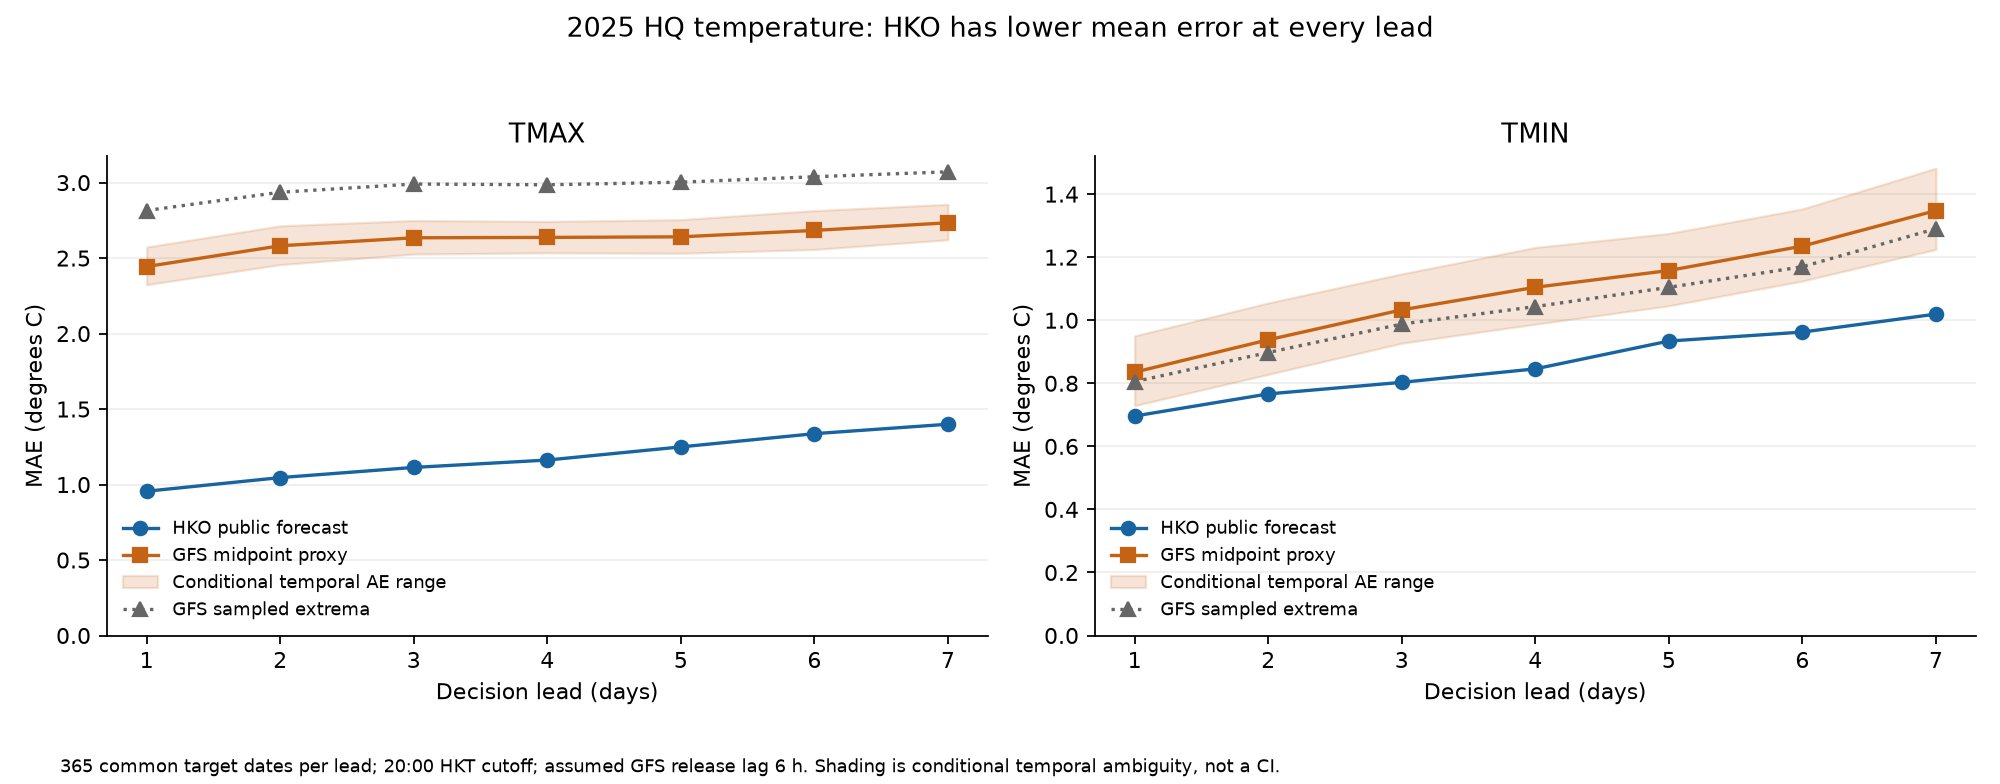 2025 HQ temperature: HKO has lower mean error at every lead
TMAX
MAE (degrees C)
3.0
2.5
2.0
1.5
1.0
0.5
0.0
HKO public forecast
GFS midpoint proxy
Conditional temporal AE range
GFS sampled extrema
1 2 3 4 5 6 7
Decision lead (days)
TMIN
MAE (degrees C)
1.4
1.2
1.0
0.8
0.6
0.4
0.2
0.0
HKO public forecast
GFS midpoint proxy
Conditional temporal AE range
GFS sampled extrema
1 2 3 4 5 6 7
Decision lead (days)
365 common target dates per lead; 20:00 HKT cutoff; assumed GFS release lag 6 h. Shading is conditional temporal ambiguity, not a CI.